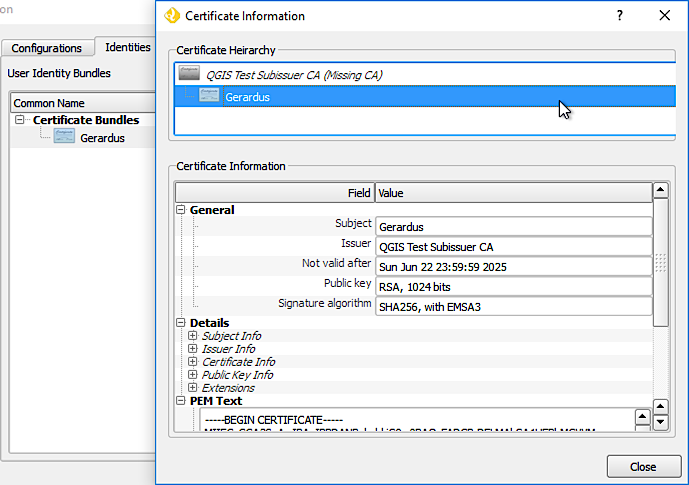 on
Certificate Information
?
Configurations
Identities
User Identity Bundles
Common Name
Certificate Bundles
Gerardus
Certificate Heirarchy
QGIS Test Subissuer CA (Missing CA)
Gerardus
Certificate Information
Field Value
General
Subject Gerardus
Issuer QGIS Test Subissuer CA
Not valid after Sun Jun 22 23:59:59 2025
Public key RSA, 1024 bits
Signature algorithm SHA256, with EMSA3
Details
Subject Info
Issuer Info
Certificate Info
Public Key Info
Extensions
PEM Text
-----BEGIN CERTIFICATE-----
Close